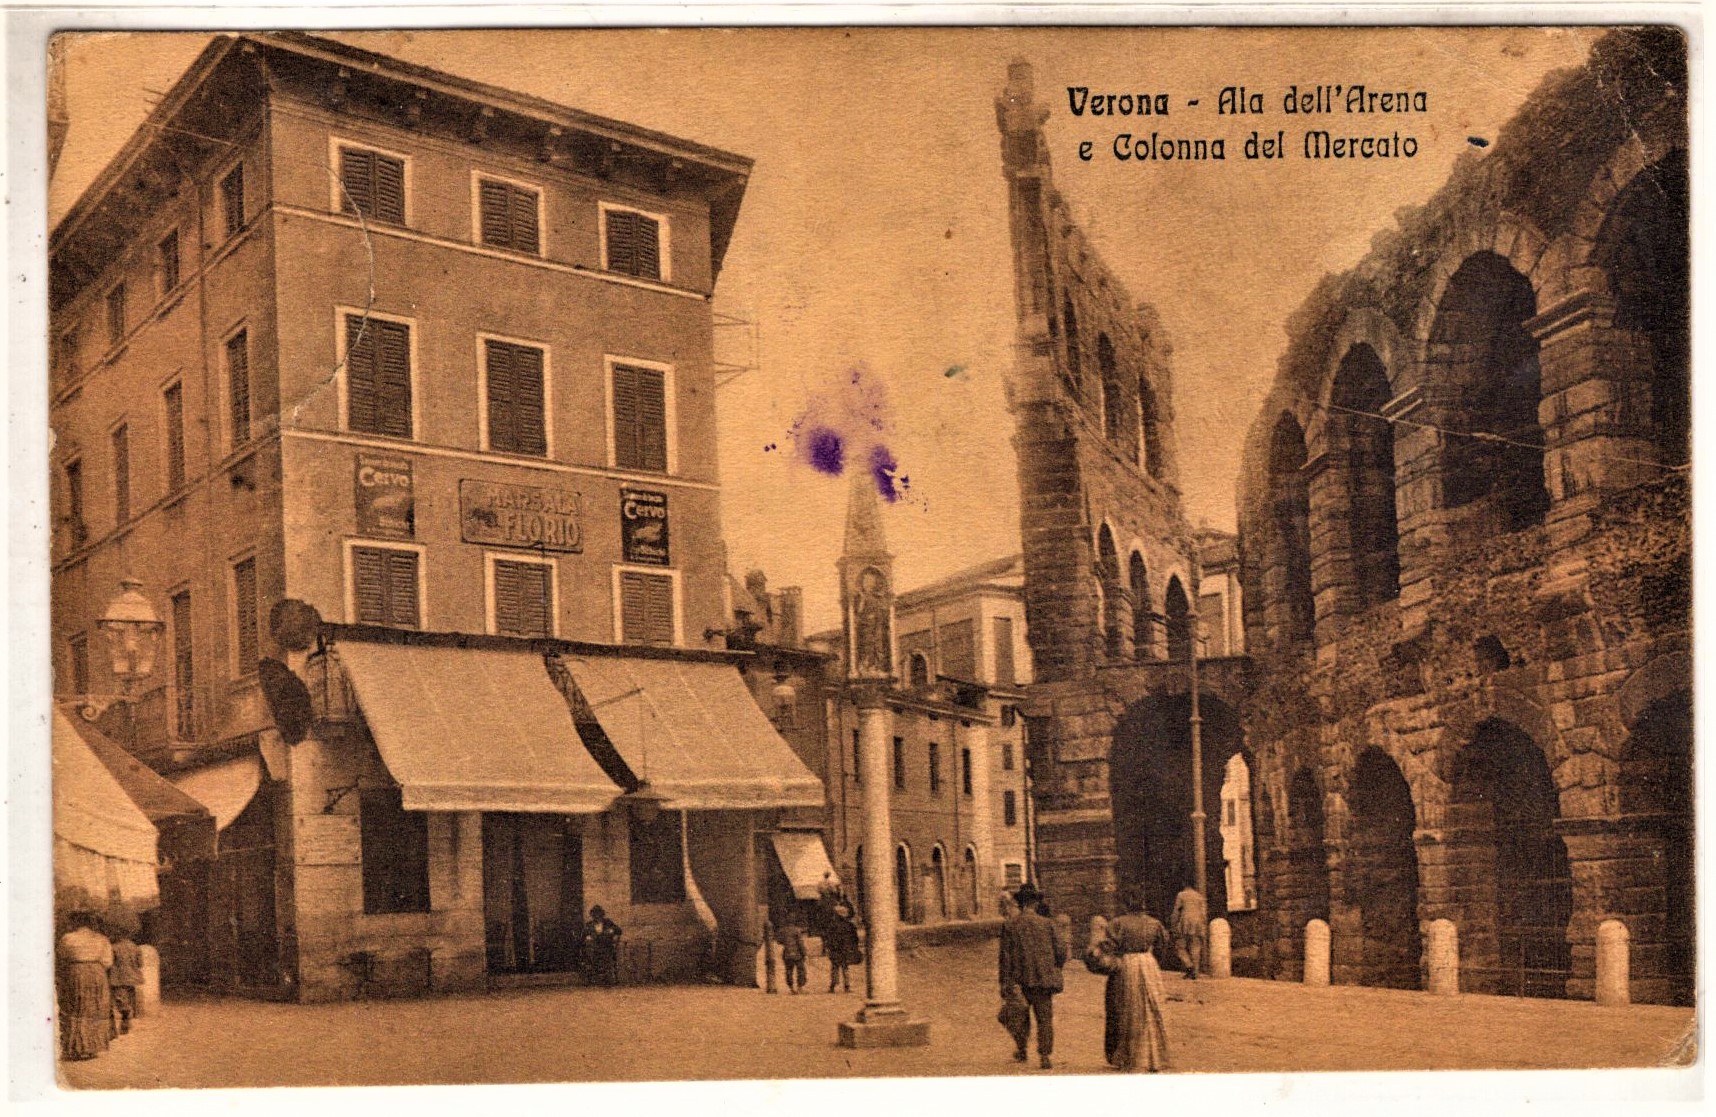 Verona - Ala dell'Arena
e Colonna del Mercato
Cervo
MARSALA
FLORIO
Cervo